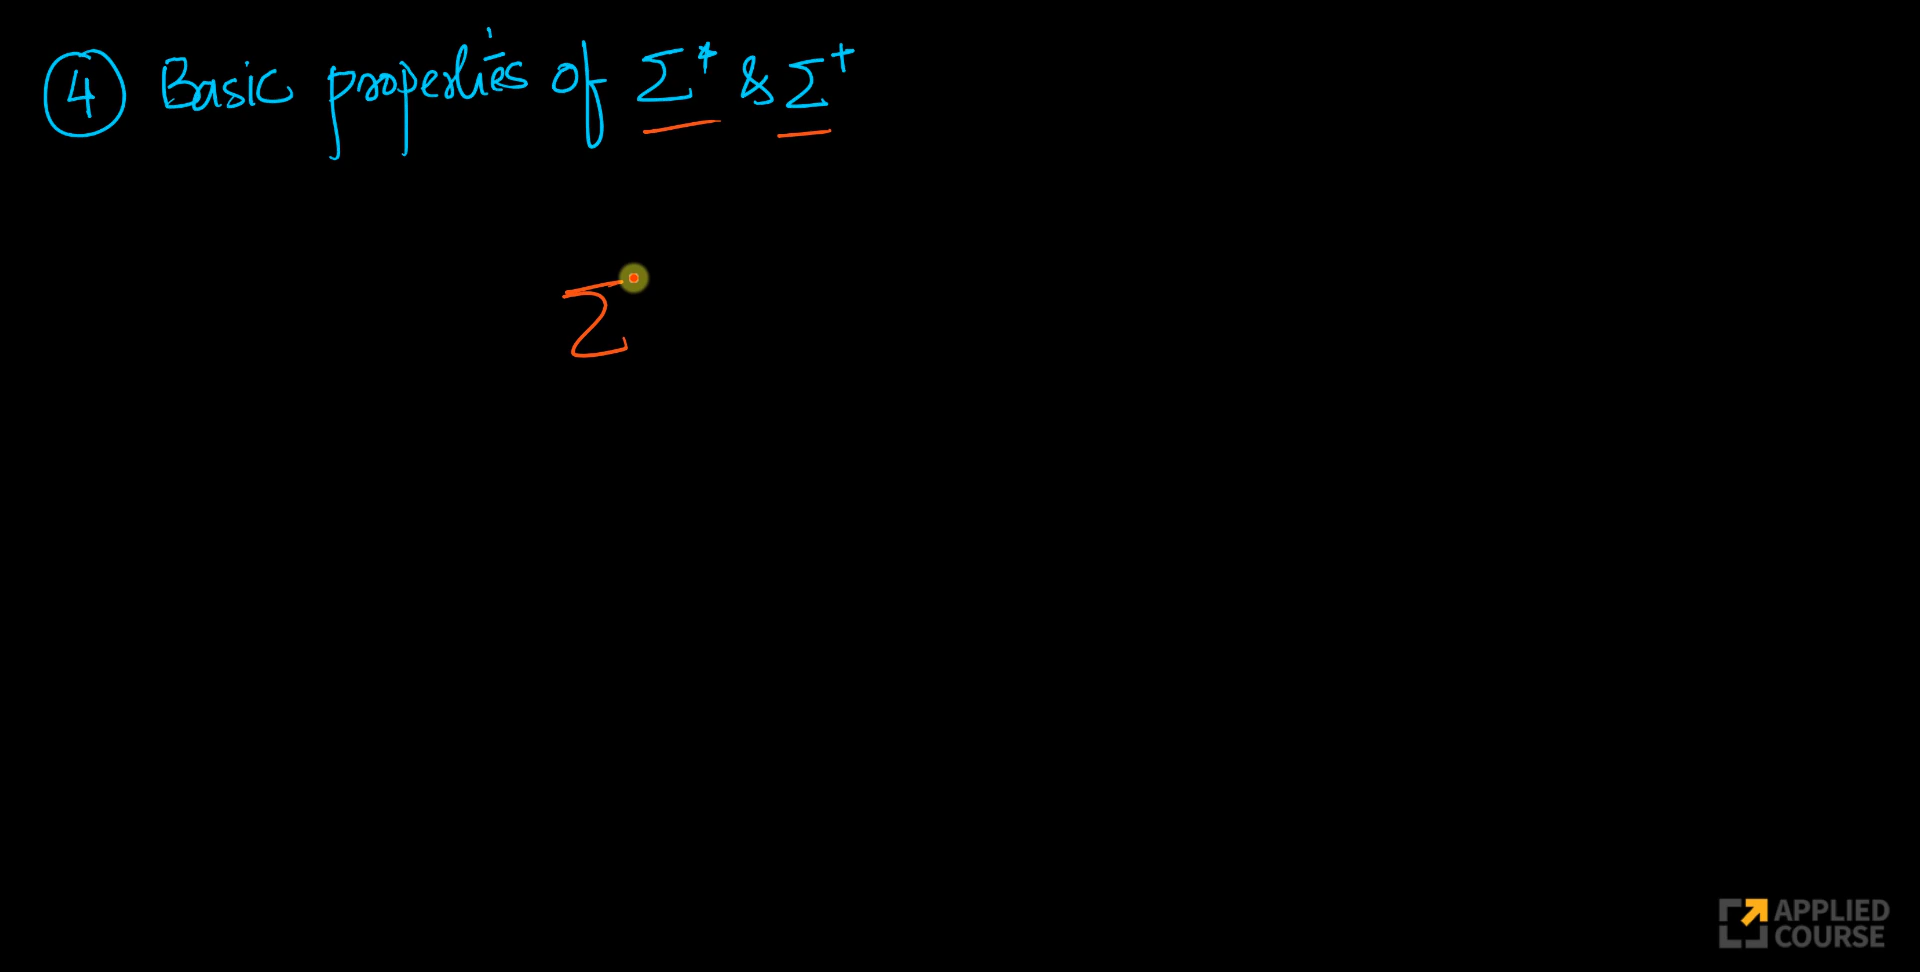 ④ Basic properties of Σ* & Σ⁺
Σ
APPLIED
COURSE